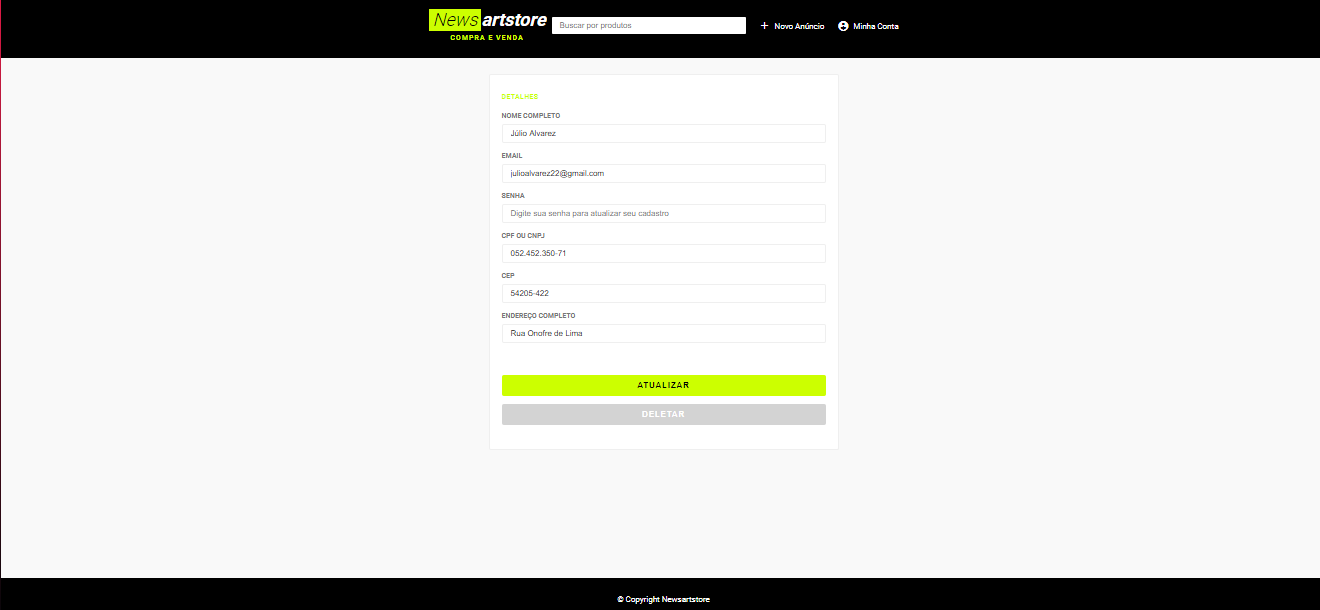 News artstore
COMPRA E VENDA
Buscar por produtos
+ Novo Anúncio
Minha Conta
DETALHES
NOME COMPLETO
Júlio Alvarez
EMAIL
julioalvarez22@gmail.com
SENHA
Digite sua senha para atualizar seu cadastro
CPF OU CNPJ
052.452.350-71
CEP
54205-422
ENDEREÇO COMPLETO
Rua Onofre de Lima
ATUALIZAR
DELETAR
© Copyright Newsartstore